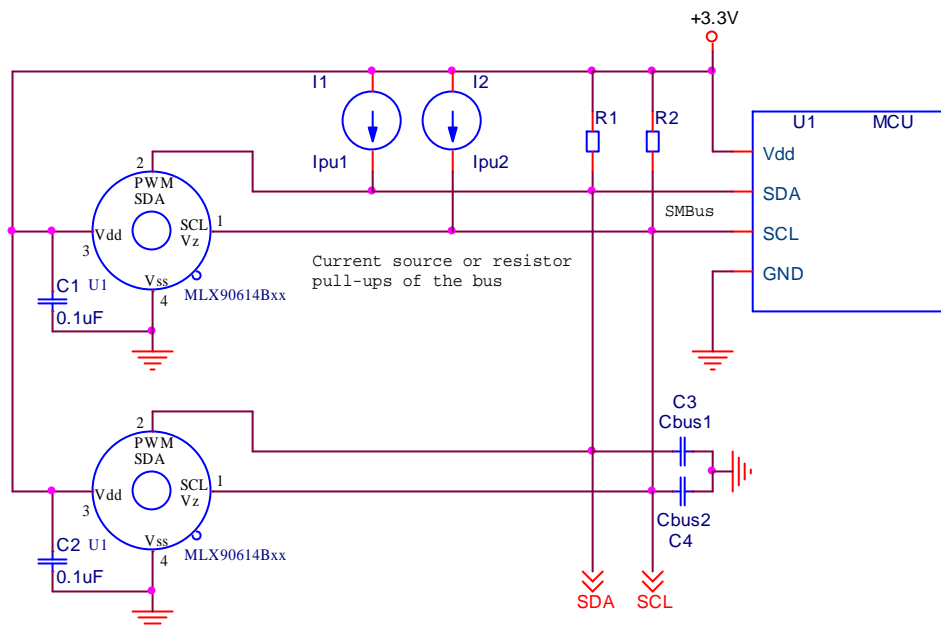 +3.3V
I1
I2
R1
R2
U1
MCU
Ipu1
Ipu2
Vdd
SDA
SCL
GND
SMBus
2
PWM
SDA
SCL
Vz
1
Vdd
3
Vss
4
C1
U1
0.1uF
MLX90614Bxx
Current source or resistor
pull-ups of the bus
2
PWM
SDA
SCL
Vz
1
Vdd
3
Vss
4
C2
U1
0.1uF
MLX90614Bxx
C3
Cbus1
Cbus2
C4
SDA
SCL